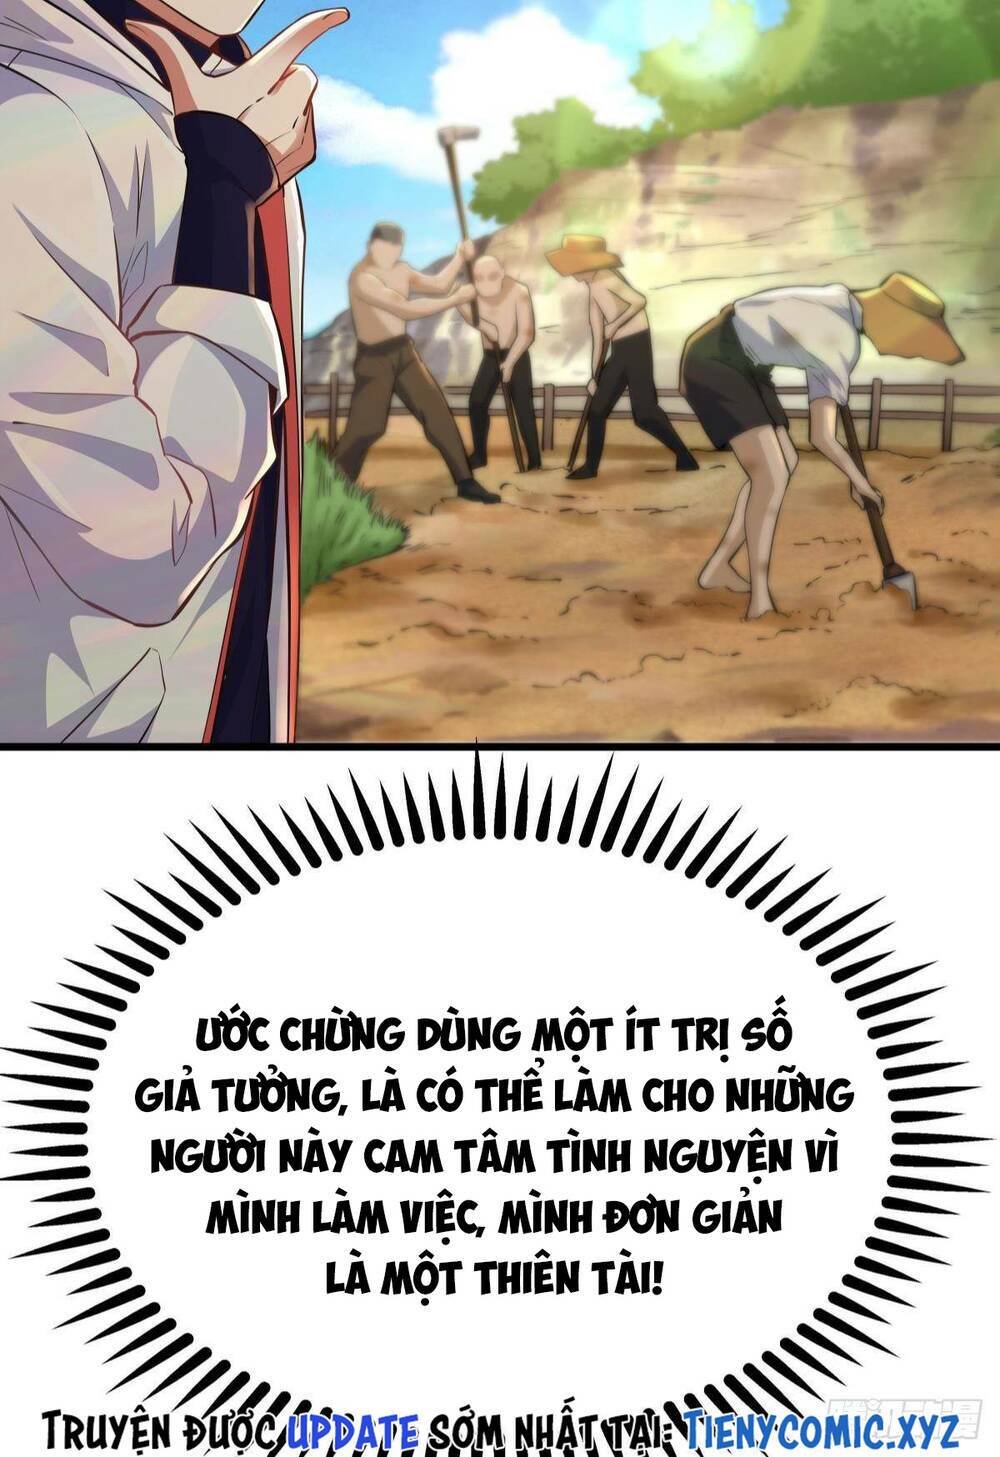 ƯỚC CHỪNG DÙNG MỘT ÍT TRỊ SỐ
GIẢ TƯỞNG, LÀ CÓ THỂ LÀM CHO NHỮNG
NGƯỜI NÀY CAM TÂM TÌNH NGUYỆN VÌ
MÌNH LÀM VIỆC, MÌNH ĐƠN GIẢN
LÀ MỘT THIÊN TÀI!
TRUYỆN ĐƯỢC UPDATE SỚM NHẤT TẠI: TIENYCOMIC.XYZ